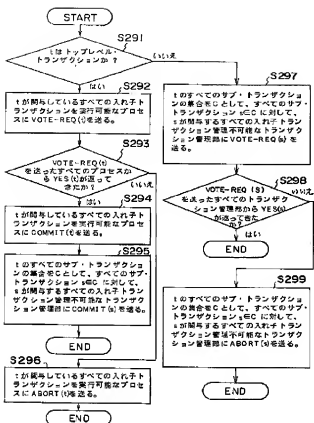 START
S291
tはトップレベル・
トランザクションか?
いいえ
はい
S292
tが関与しているすべての入れ子ト
ランザクションを実行可能なプロセ
スにVOTE-REQ(t)を送る。
S293
VOTE-REQ(t)
を送ったすべてのプロセスか
らYES(t)が返って
きたか?
いいえ
はい
S294
tが関与しているすべての入れ子ト
ランザクションを実行可能なプロセ
スにCOMMIT(t)を送る。
S295
tのすべてのサブ・トランザクション
の集合をCとして、すべてのサブ・
トランザクションs∈Cに対して、
sが関与するすべての入れ子トラン
ザクション管理不可能なトランザク
ション管理部にCOMMIT(s)を送る。
END
S296
tが関与しているすべての入れ子ト
ランザクションを実行可能なプロセ
スにABORT(t)を送る。
END
S297
tのすべてのサブ・トランザクショ
ンの集合をCとして、すべてのサブ・
トランザクションs∈Cに対して、
sが関与するすべての入れ子トラン
ザクション管理不可能なトランザク
ション管理部にVOTE-REQ(s)を
送る。
S298
VOTE-REQ(S)
を送ったすべてのトランザク
ション管理部からYES(s)
が返ってきた
か?
いいえ
はい
END
S299
tのすべてのサブ・トランザクション
の集合をCとして、すべてのサブ・
トランザクションs∈Cに対して、
sが関与するすべての入れ子トラン
ザクション管理不可能なトランザク
ション管理部にABORT(s)を送る。
END